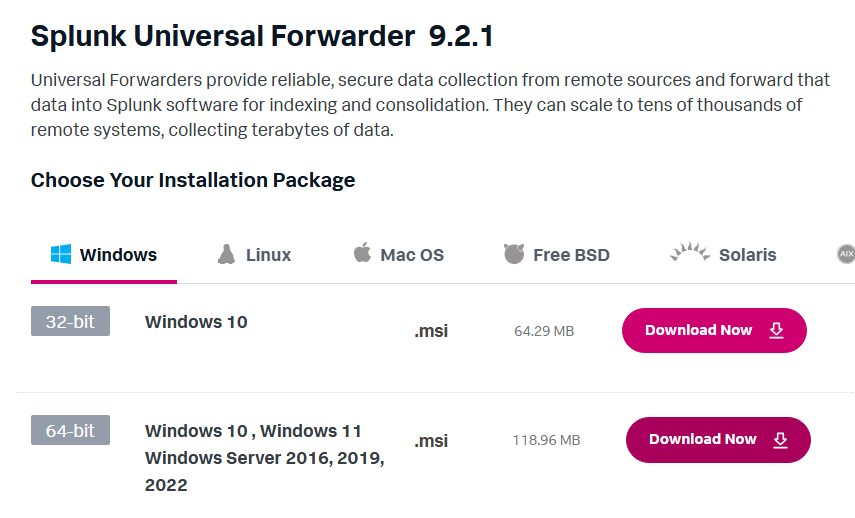 Splunk Universal Forwarder 9.2.1
Universal Forwarders provide reliable, secure data collection from remote sources and forward that
data into Splunk software for indexing and consolidation. They can scale to tens of thousands of
remote systems, collecting terabytes of data.
Choose Your Installation Package
Windows Linux Mac OS Free BSD Solaris AIX
32-bit Windows 10 .msi 64.29 MB Download Now
64-bit Windows 10 , Windows 11 .msi 118.96 MB Download Now
Windows Server 2016, 2019,
2022